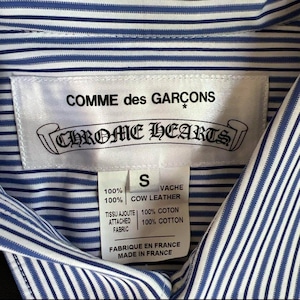 COMME des GARÇONS
CHROME HEARTS
S
100% VACHE
100% COW LEATHER
TISSU AJOUTE 100% COTON
ATTACHED 100% COTTON
FABRIC
FABRIQUE EN FRANCE
MADE IN FRANCE